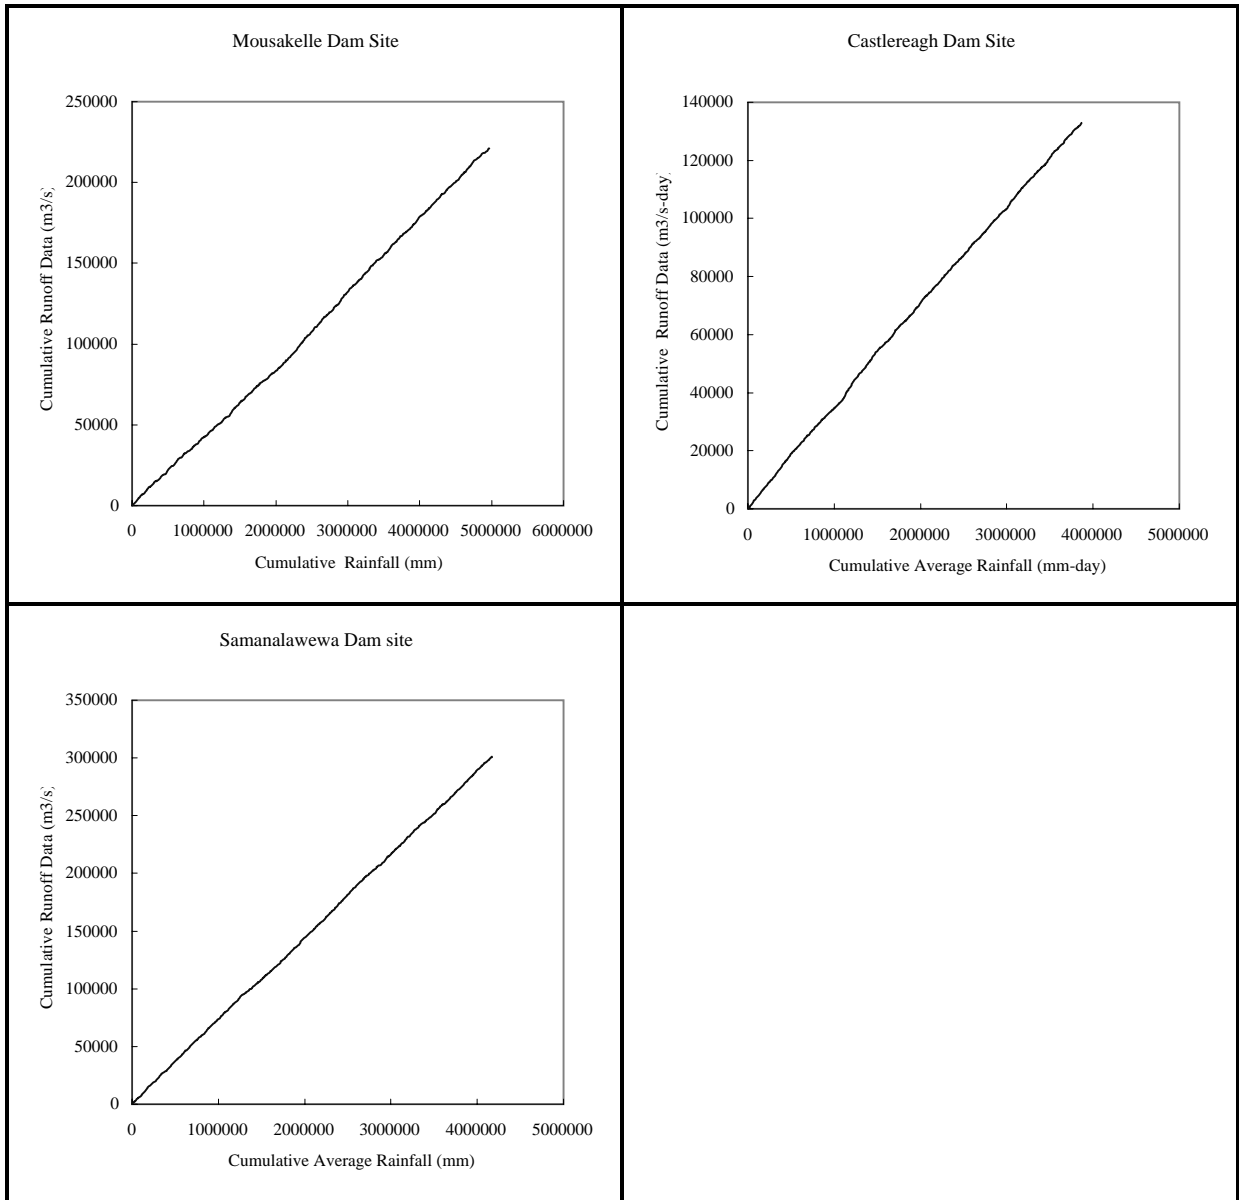 Mousakelle Dam Site
250000
200000
150000
100000
50000
0
Cumulative Runoff Data (m3/s)
0 1000000 2000000 3000000 4000000 5000000 6000000
Cumulative Rainfall (mm)
Castlereagh Dam Site
140000
120000
100000
80000
60000
40000
20000
0
Cumulative Runoff Data (m3/s-day)
0 1000000 2000000 3000000 4000000 5000000
Cumulative Average Rainfall (mm-day)
Samanalawewa Dam site
350000
300000
250000
200000
150000
100000
50000
0
Cumulative Runoff Data (m3/s)
0 1000000 2000000 3000000 4000000 5000000
Cumulative Average Rainfall (mm)